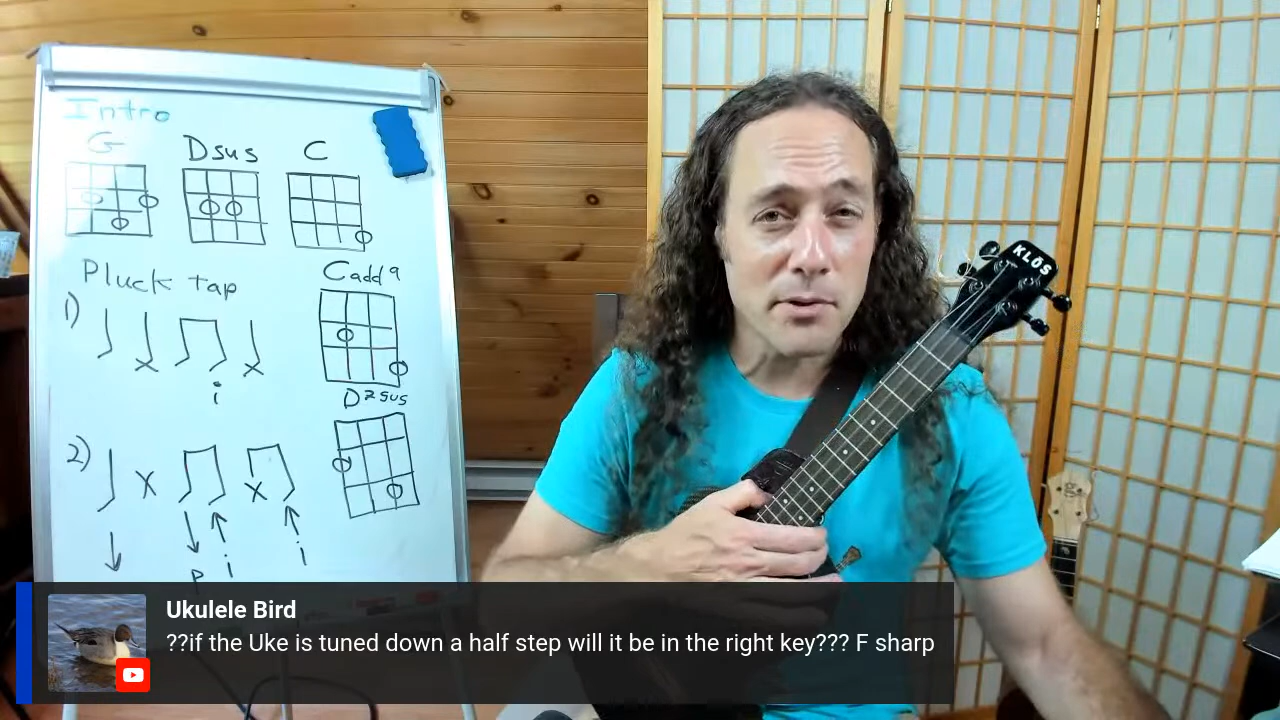 Intro
G Dsus C
Pluck tap
Cadd9
1)
i
D7sus
2)
P i i
KLŌS
g
Ukulele Bird
??if the Uke is tuned down a half step will it be in the right key??? F sharp